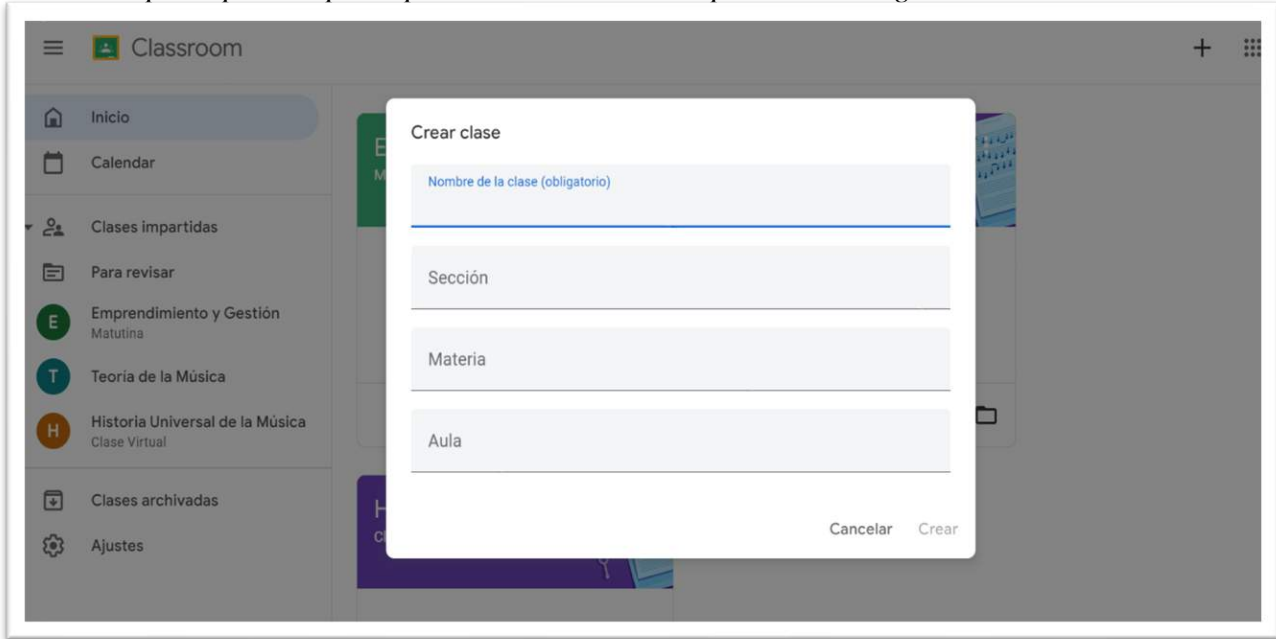 Classroom
Inicio
Calendar
Clases impartidas
Para revisar
E
Emprendimiento y Gestión
Matutina
T
Teoría de la Música
H
Historia Universal de la Música
Clase Virtual
Clases archivadas
Ajustes
E
M
H
Cl
Crear clase
Nombre de la clase (obligatorio)
Sección
Materia
Aula
Cancelar Crear